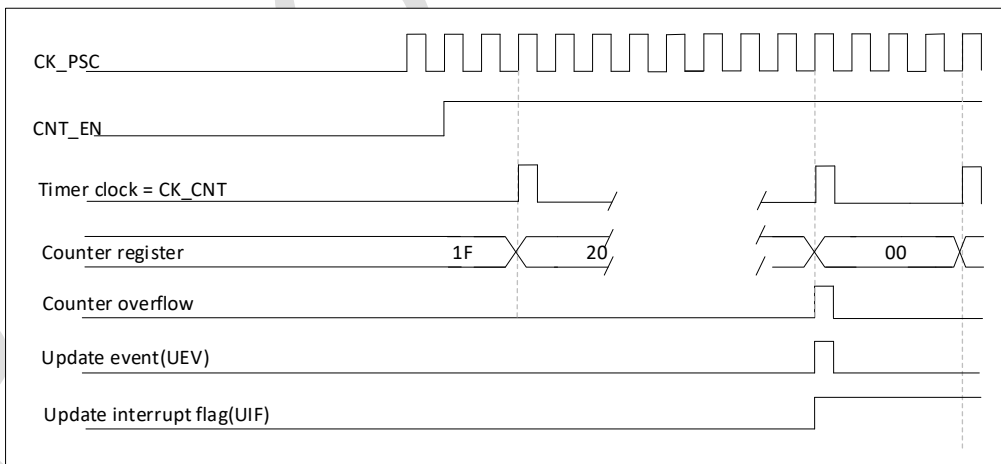 CK_PSC
CNT_EN
Timer clock = CK_CNT
Counter register 1F 20 00
Counter overflow
Update event(UEV)
Update interrupt flag(UIF)